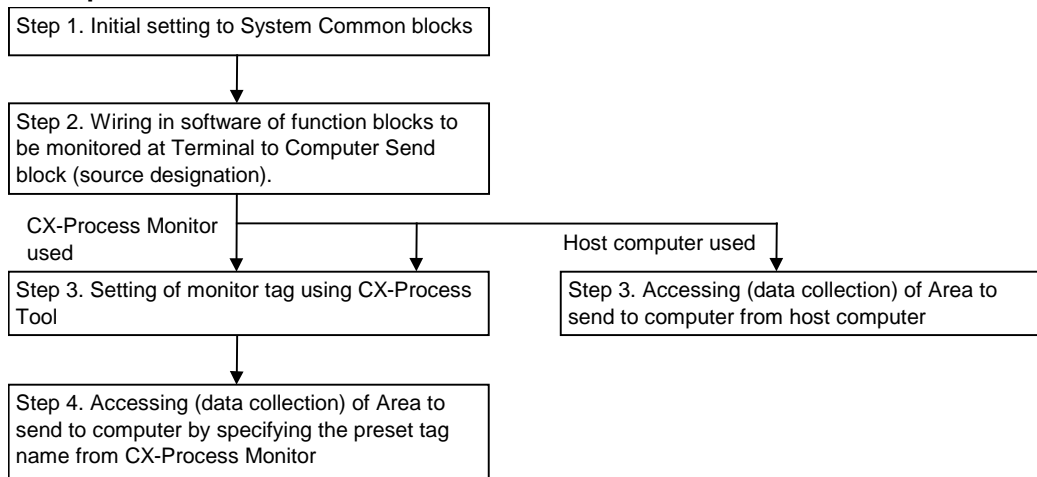 Step 1. Initial setting to System Common blocks
Step 2. Wiring in software of function blocks to
be monitored at Terminal to Computer Send
block (source designation).
CX-Process Monitor
used
Host computer used
Step 3. Setting of monitor tag using CX-Process
Tool
Step 3. Accessing (data collection) of Area to
send to computer from host computer
Step 4. Accessing (data collection) of Area to
send to computer by specifying the preset tag
name from CX-Process Monitor